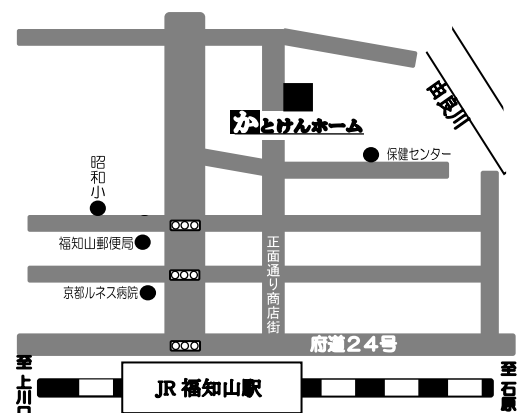 由良川
かとけんホーム
保健センター
昭和小
福知山郵便局
正面通り商店街
京都ルネス病院
府道24号
至上川口
JR 福知山駅
至石原